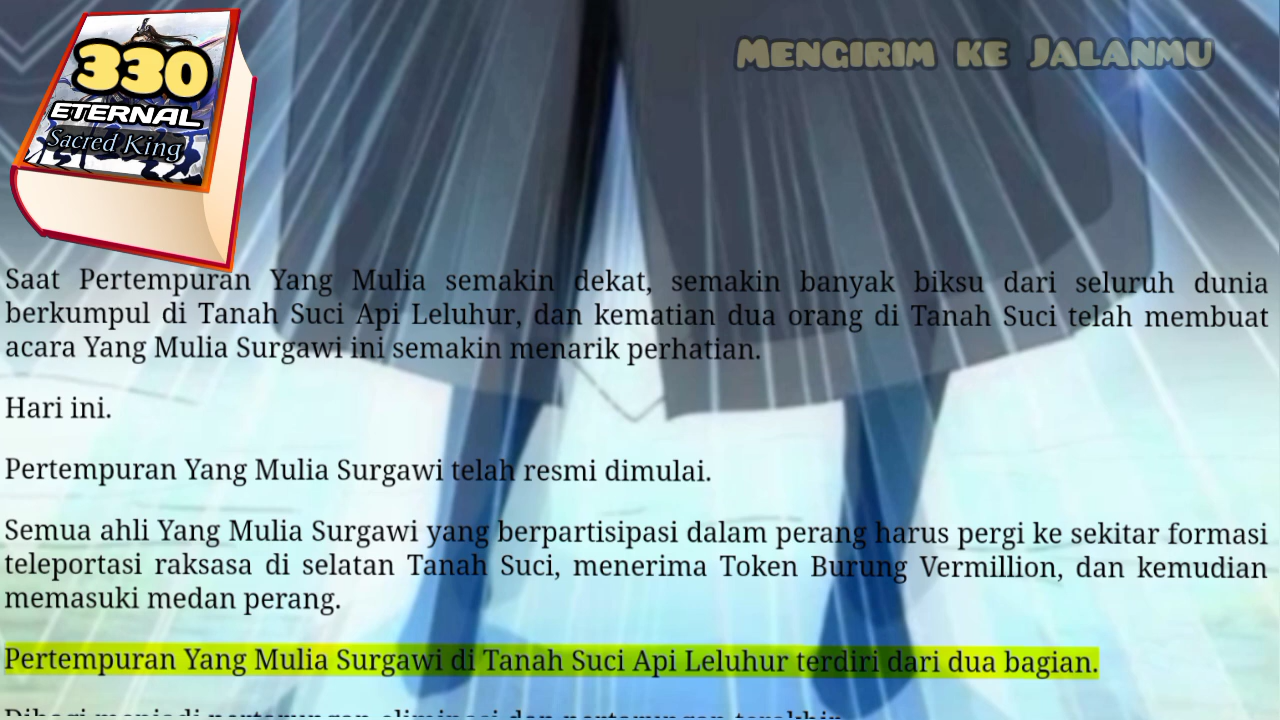 330
ETERNAL
Sacred King
Mengirim ke Jalanmu
Saat Pertempuran Yang Mulia semakin dekat, semakin banyak biksu dari seluruh dunia
berkumpul di Tanah Suci Api Leluhur, dan kematian dua orang di Tanah Suci telah membuat
acara Yang Mulia Surgawi ini semakin menarik perhatian.
Hari ini.
Pertempuran Yang Mulia Surgawi telah resmi dimulai.
Semua ahli Yang Mulia Surgawi yang berpartisipasi dalam perang harus pergi ke sekitar formasi
teleportasi raksasa di selatan Tanah Suci, menerima Token Burung Vermillion, dan kemudian
memasuki medan perang.
Pertempuran Yang Mulia Surgawi di Tanah Suci Api Leluhur terdiri dari dua bagian.